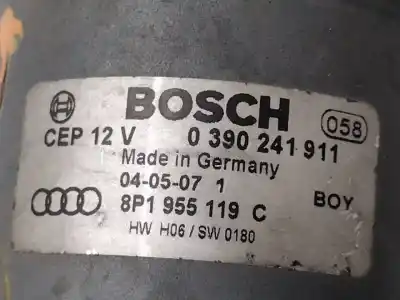 BOSCH
058
CEP 12 V 0 390 241 911
Made in Germany
04-05-07 1
8P1 955 119 C BOY
HW H06 / SW 0180